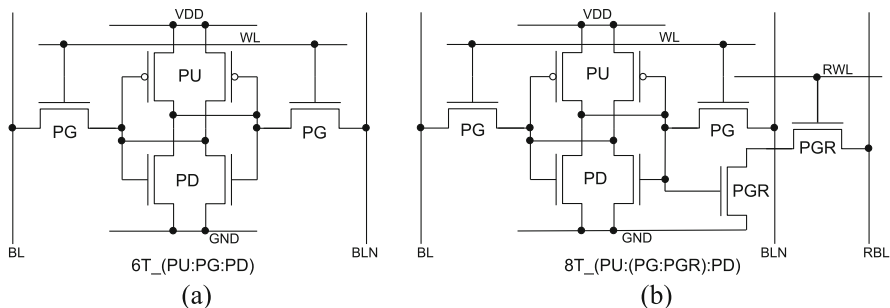 VDD
WL
PU
PG
PG
PD
GND
BL
BLN
6T_(PU:PG:PD)
(a)
VDD
WL
RWL
PU
PG
PG
PGR
PD
PGR
GND
BL
BLN
RBL
8T_(PU:(PG:PGR):PD)
(b)